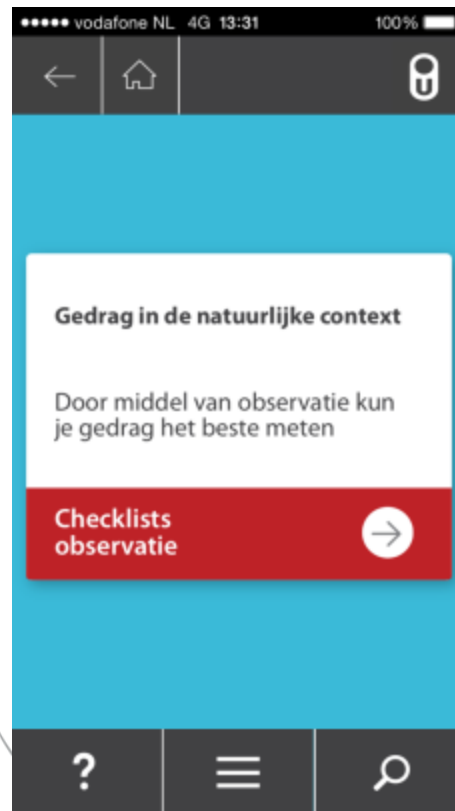 vodafone NL 4G 13:31 100%
U
Gedrag in de natuurlijke context
Door middel van observatie kun
je gedrag het beste meten
Checklists
observatie
?